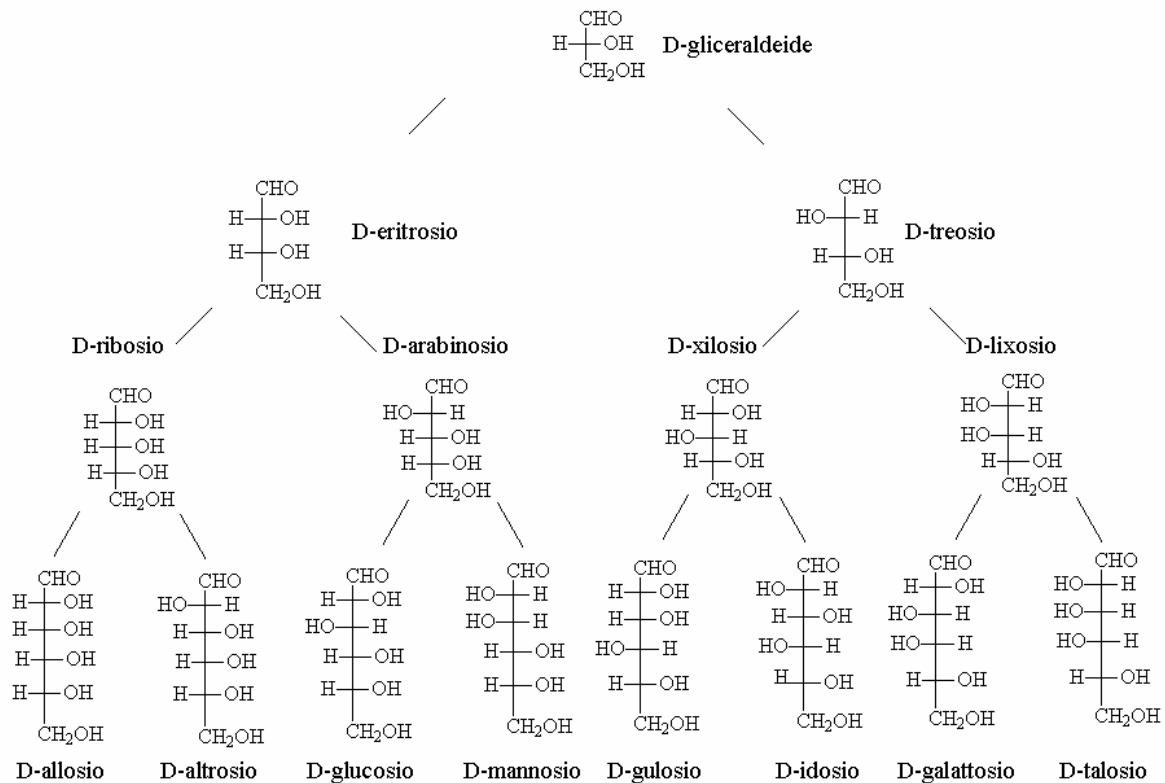 CHO
H OH
CH2OH
D-gliceraldeide
CHO
H OH
H OH
CH2OH
D-eritrosio
CHO
HO H
H OH
CH2OH
D-treosio
D-ribosio
CHO
H OH
H OH
H OH
CH2OH
D-arabinosio
CHO
HO H
H OH
H OH
CH2OH
D-xilosio
CHO
H OH
HO H
H OH
CH2OH
D-lixosio
CHO
HO H
HO H
H OH
CH2OH
CHO
H OH
H OH
H OH
H OH
CH2OH
D-allosio
CHO
HO H
H OH
H OH
H OH
CH2OH
D-altrosio
CHO
H OH
HO H
H OH
H OH
CH2OH
D-glucosio
CHO
HO H
HO H
H OH
H OH
CH2OH
D-mannosio
CHO
H OH
H OH
HO H
H OH
CH2OH
D-gulosio
CHO
HO H
H OH
HO H
H OH
CH2OH
D-idosio
CHO
H OH
HO H
HO H
H OH
CH2OH
D-galattosio
CHO
HO H
HO H
HO H
H OH
CH2OH
D-talosio